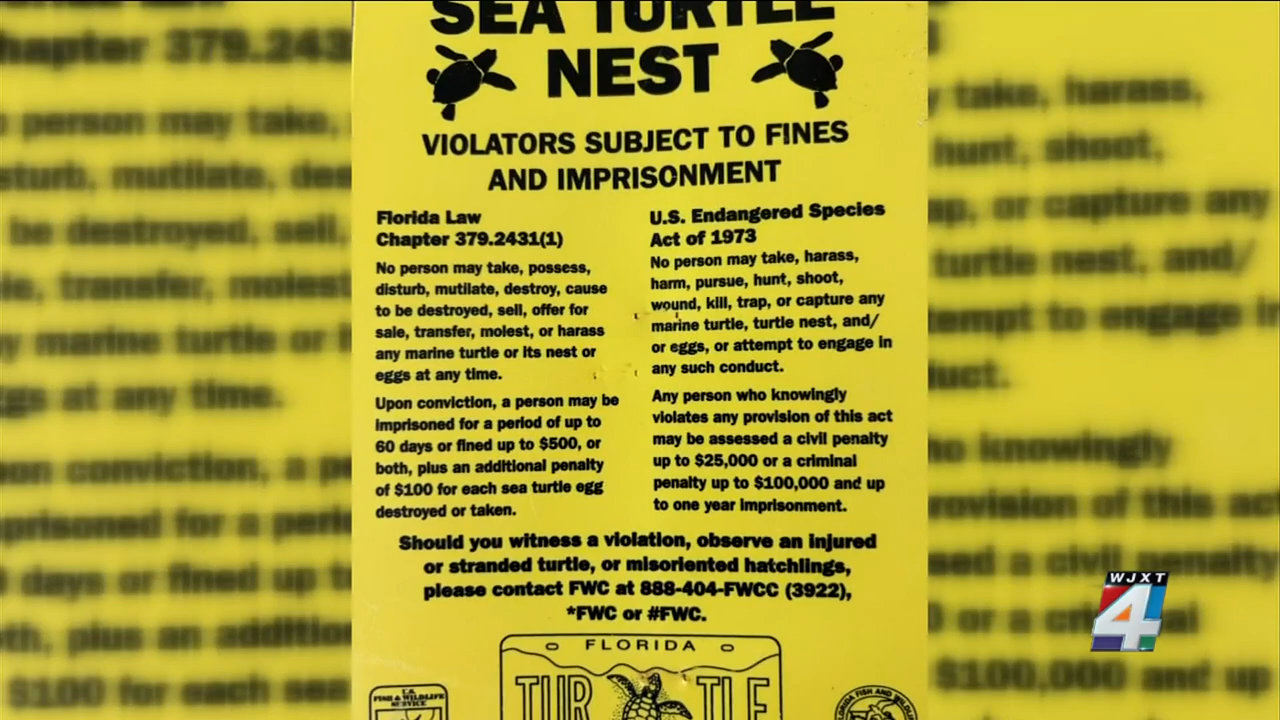 SEA TURTLE
NEST
VIOLATORS SUBJECT TO FINES
AND IMPRISONMENT
Florida Law
Chapter 379.2431(1)
No person may take, possess,
disturb, mutilate, destroy, cause
to be destroyed, sell, offer for
sale, transfer, molest, or harass
any marine turtle or its nest or
eggs at any time.
Upon conviction, a person may be
imprisoned for a period of up to
60 days or fined up to $500, or
both, plus an additional penalty
of $100 for each sea turtle egg
destroyed or taken.
U.S. Endangered Species
Act of 1973
No person may take, harass,
harm, pursue, hunt, shoot,
wound, kill, trap, or capture any
marine turtle, turtle nest, and/
or eggs, or attempt to engage in
any such conduct.
Any person who knowingly
violates any provision of this act
may be assessed a civil penalty
up to $25,000 or a criminal
penalty up to $100,000 and up
to one year imprisonment.
Should you witness a violation, observe an injured
or stranded turtle, or misoriented hatchlings,
please contact FWC at 888-404-FWCC (3922),
*FWC or #FWC.
FLORIDA
TUR TLE
U.S.
FISH & WILDLIFE
SERVICE
FLORIDA FISH AND WILDLIFE
WJXT
4